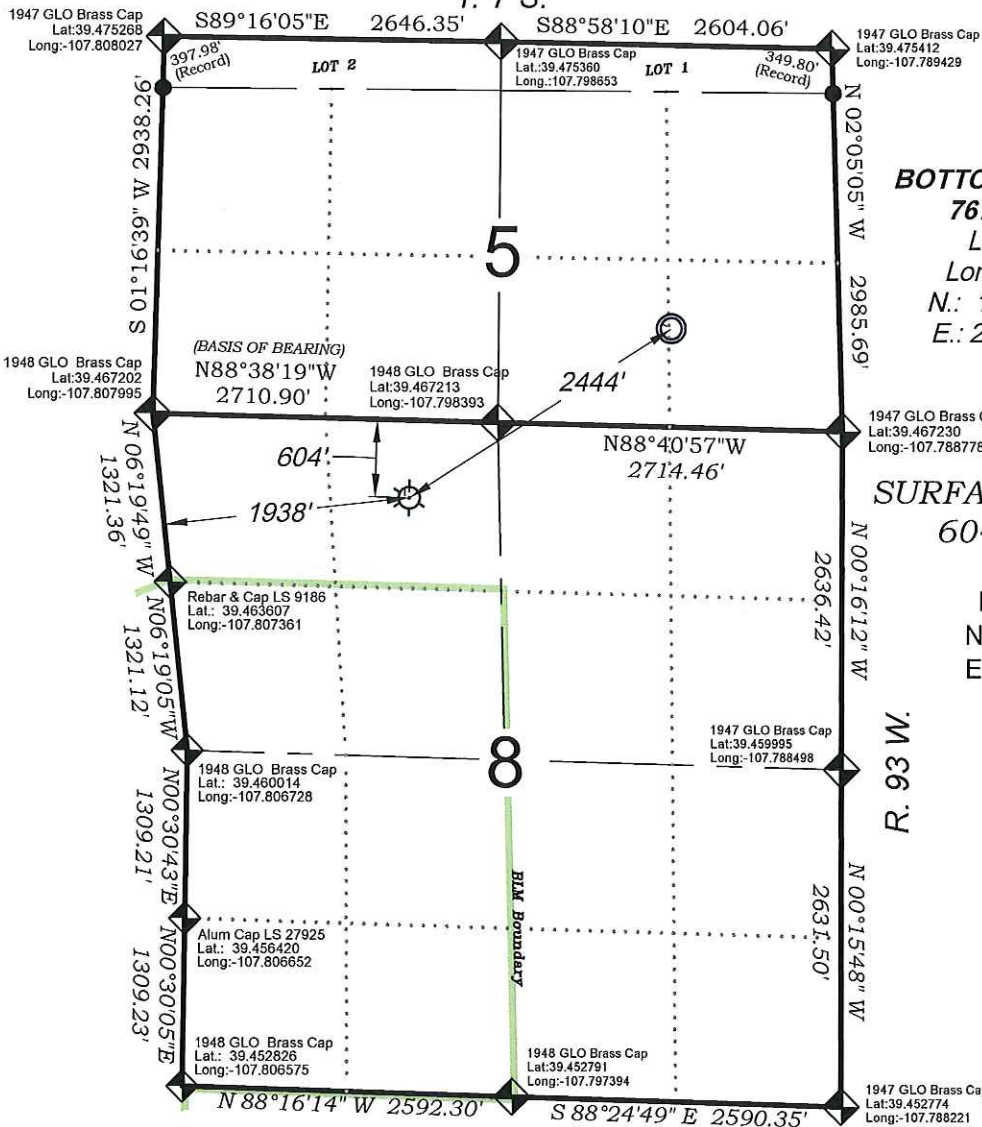 T. 7 S.
1947 GLO Brass Cap
Lat:39.475268
Long:-107.808027
S89°16'05"E 2646.35'
S88°58'10"E 2604.06'
1947 GLO Brass Cap
Lat:39.475412
Long:-107.789429
397.98'
(Record)
LOT 2
1947 GLO Brass Cap
Lat.:39.475360
Long.:107.798653
LOT 1
349.80'
(Record)
S 01°16'39" W 2938.26'
N 02°05'05" W 2985.69'
5
BOTTO
76
L
Lon
N.: 1
E.: 2
1948 GLO Brass Cap
Lat:39.467202
Long:-107.807995
(BASIS OF BEARING)
N88°38'19"W
2710.90'
1948 GLO Brass Cap
Lat:39.467213
Long:-107.798393
2444'
N88°40'57"W
2714.46'
1947 GLO Brass C
Lat:39.467230
Long:-107.788778
604'
1938'
N 06°19'49" W
1321.36'
SURFA
604
N
E
Rebar & Cap LS 9186
Lat.: 39.463607
Long:-107.807361
N 00°16'12" W
2636.42'
N06°19'05"W
1321.12'
R. 93 W.
1948 GLO Brass Cap
Lat.: 39.460014
Long:-107.806728
8
1947 GLO Brass Cap
Lat:39.459995
Long:-107.788498
N00°30'43"E
1309.21'
BLM Boundary
N 00°15'48" W
2631.50'
Alum Cap LS 27925
Lat.: 39.456420
Long:-107.806652
N00°30'05"E
1309.23'
1948 GLO Brass Cap
Lat.: 39.452826
Long:-107.806575
1948 GLO Brass Cap
Lat:39.452791
Long:-107.797394
1947 GLO Brass Ca
Lat:39.452774
Long:-107.788221
N 88°16'14" W 2592.30'
S 88°24'49" E 2590.35'